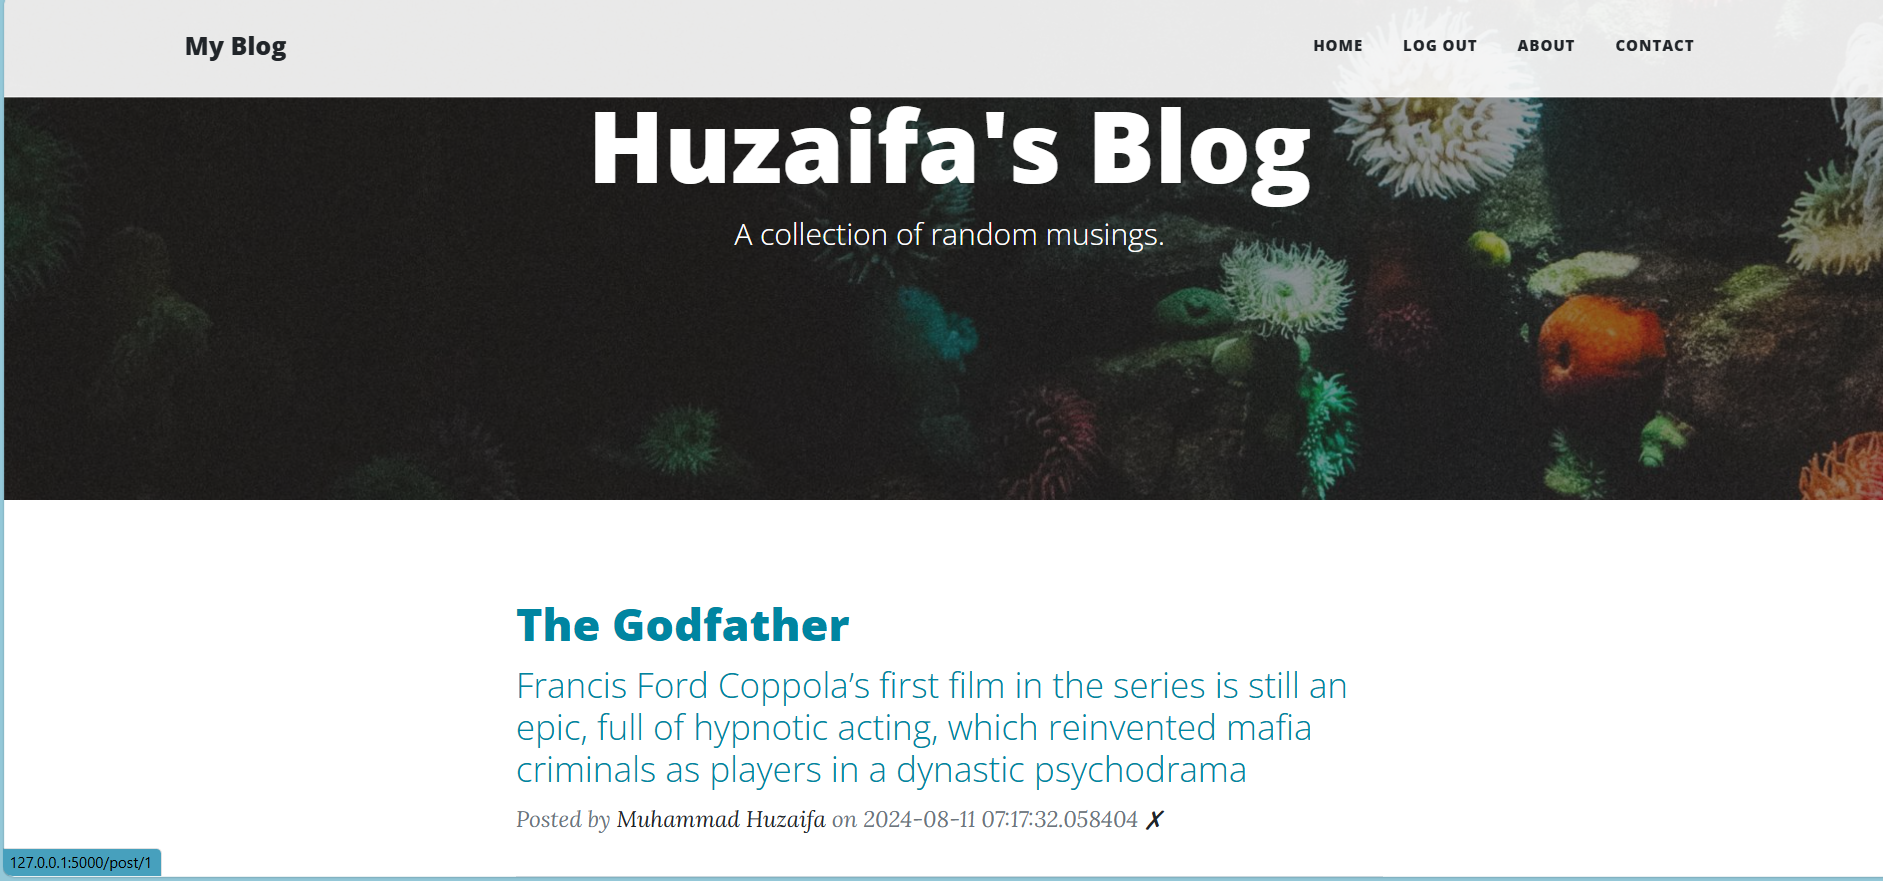 My Blog
HOME LOG OUT ABOUT CONTACT
Huzaifa's Blog
A collection of random musings.
The Godfather
Francis Ford Coppola’s first film in the series is still an
epic, full of hypnotic acting, which reinvented mafia
criminals as players in a dynastic psychodrama
Posted by Muhammad Huzaifa on 2024-08-11 07:17:32.058404 ✗
127.0.0.1:5000/post/1